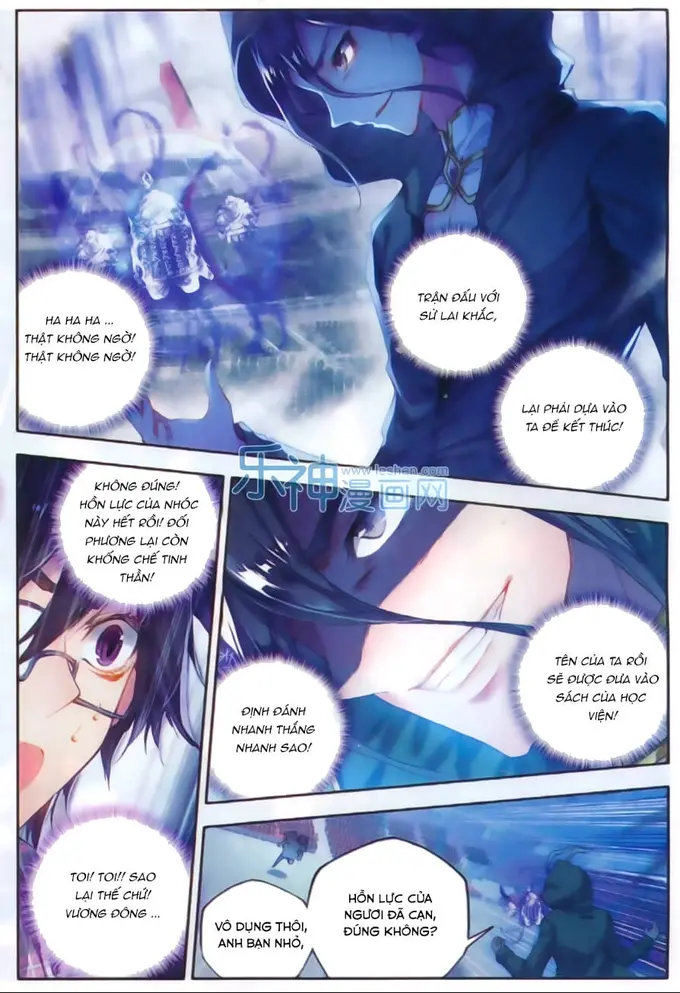 HA HA HA ...
THẬT KHÔNG NGỜ!
THẬT KHÔNG NGỜ!
TRẬN ĐẤU VỚI
SỬ LAI KHẮC,
LẠI PHẢI DỰA VÀO
TA ĐỂ KẾT THÚC!
乐神漫画网
www.leshen.com
KHÔNG ĐÚNG!
HỒN LỰC CỦA NHÓC
NÀY HẾT RỒI! ĐỐI
PHƯƠNG LẠI CÒN
KHỐNG CHẾ TINH
THẦN!
TÊN CỦA TA RỒI
SẼ ĐƯỢC ĐƯA VÀO
SÁCH CỦA HỌC
VIỆN!
ĐỊNH ĐÁNH
NHANH THẮNG
NHANH SAO!
TOI! TOI!! SAO
LẠI THẾ CHỨ!
VƯƠNG ĐÔNG ...
VÔ DỤNG THÔI,
ANH BẠN NHỎ,
HỒN LỰC CỦA
NGƯƠI ĐÃ CẠN,
ĐÚNG KHÔNG?